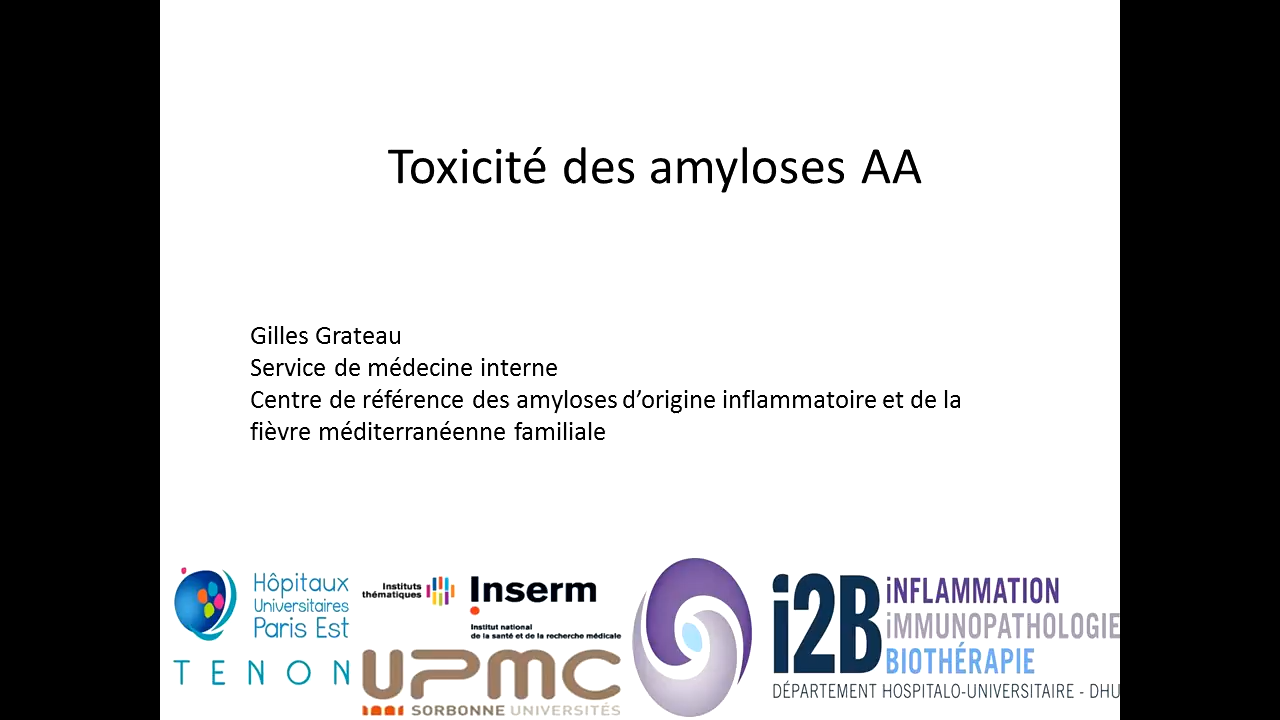 Toxicité des amyloses AA
Gilles Grateau
Service de médecine interne
Centre de référence des amyloses d’origine inflammatoire et de la
fièvre méditerranéenne familiale
Hôpitaux
Universitaires
Paris Est
TENON
Instituts
thématiques
Inserm
Institut national
de la santé et de la recherche médicale
UPMC
SORBONNE UNIVERSITÉS
i2B
iNFLAMMATION
iMMUNOPATHOLOGIE
BIOTHÉRAPIE
DÉPARTEMENT HOSPITALO-UNIVERSITAIRE - DHU